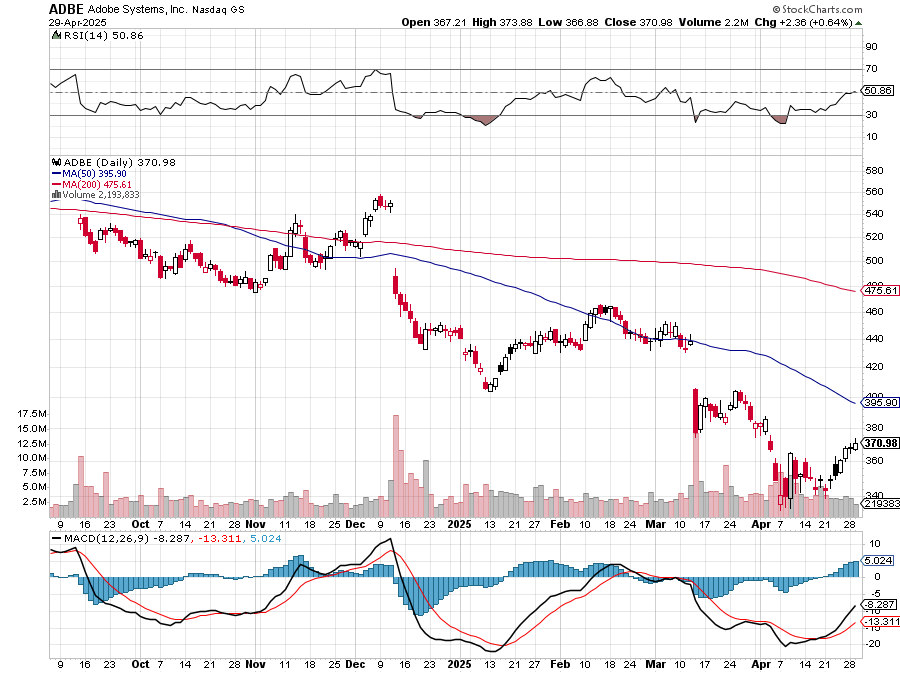 ADBE Adobe Systems, Inc. Nasdaq GS © StockCharts.com
29-Apr-2025 Open 367.21 High 373.88 Low 366.88 Close 370.98 Volume 2.2M Chg +2.36 (+0.64%)
RSI(14) 50.86
90
70
50.86
30
10
ADBE (Daily) 370.98
MA(50) 395.90
MA(200) 475.61
Volume 2,193,833
580
560
540
520
500
480
475.61
460
440
420
400
395.90
380
370.98
360
340
219383
17.5M
15.0M
12.5M
10.0M
7.5M
5.0M
2.5M
9 16 23 Oct 7 14 21 28 Nov 11 18 25 Dec 9 16 23 2025 13 21 27 Feb 10 18 24 Mar 10 17 24 Apr 7 14 21 28
MACD(12,26,9) -8.287, -13.311, 5.024
10
5.024
0
-5
-8.287
-13.311
-20
9 16 23 Oct 7 14 21 28 Nov 11 18 25 Dec 9 16 23 2025 13 21 27 Feb 10 18 24 Mar 10 17 24 Apr 7 14 21 28